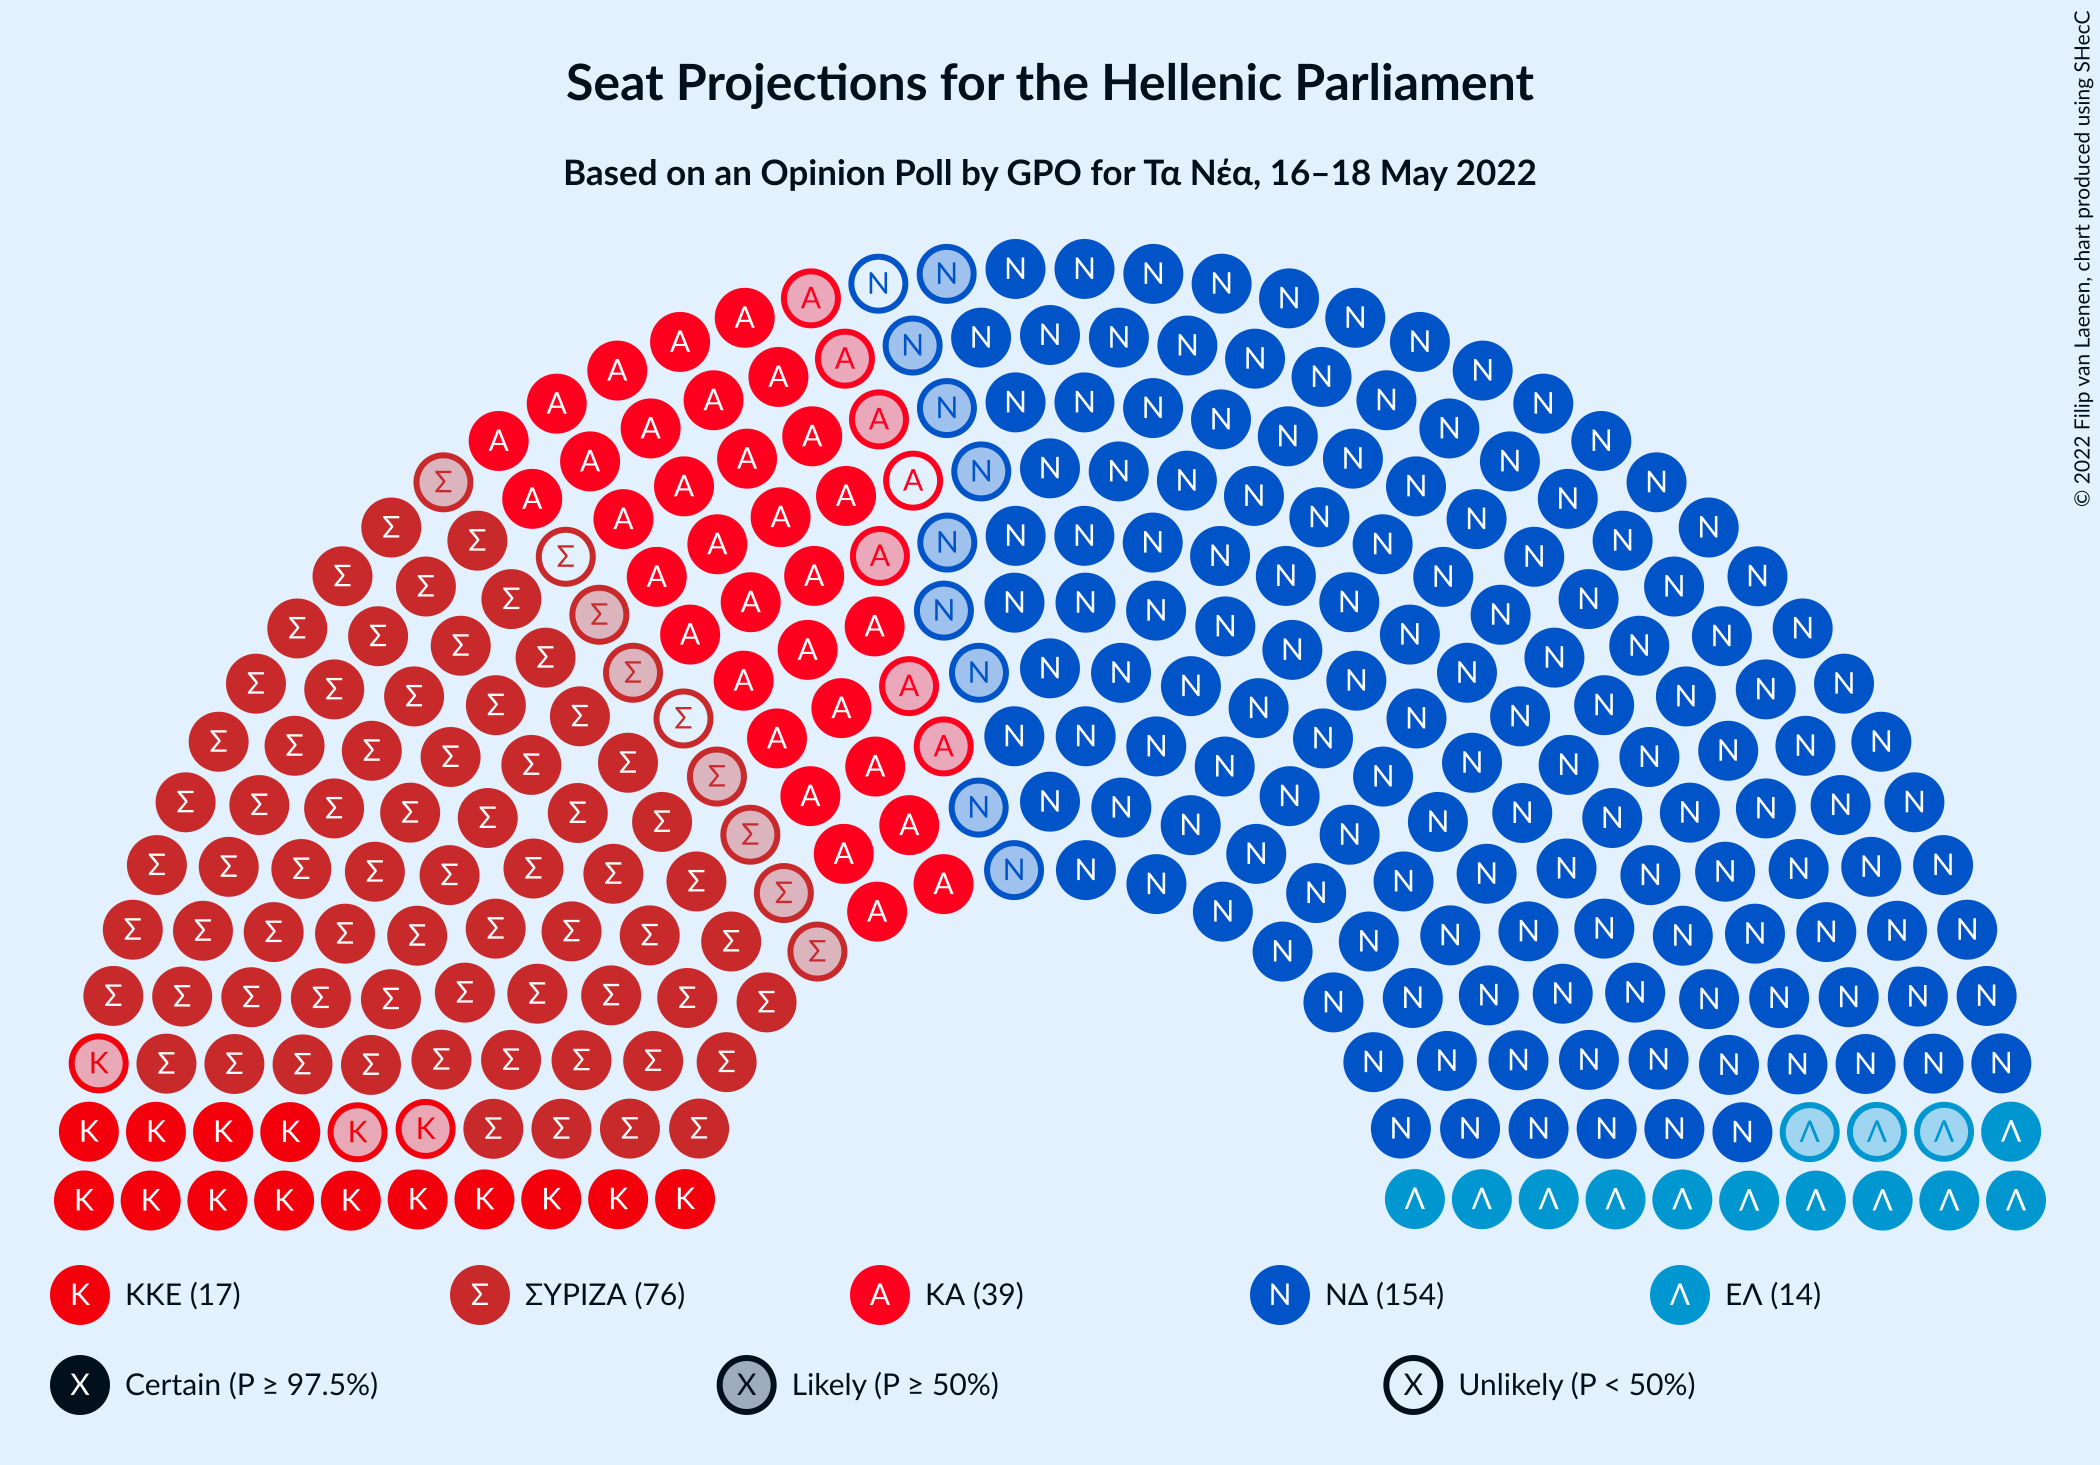 Seat Projections for the Hellenic Parliament
Based on an Opinion Poll by GPO for Τα Νέα, 16–18 May 2022
© 2022 Filip van Laenen, chart produced using SHecC
Κ ΚΚΕ (17)
Σ ΣΥΡΙΖΑ (76)
Α ΚΑ (39)
Ν ΝΔ (154)
Λ ΕΛ (14)
X Certain (P ≥ 97.5%)
X Likely (P ≥ 50%)
X Unlikely (P < 50%)